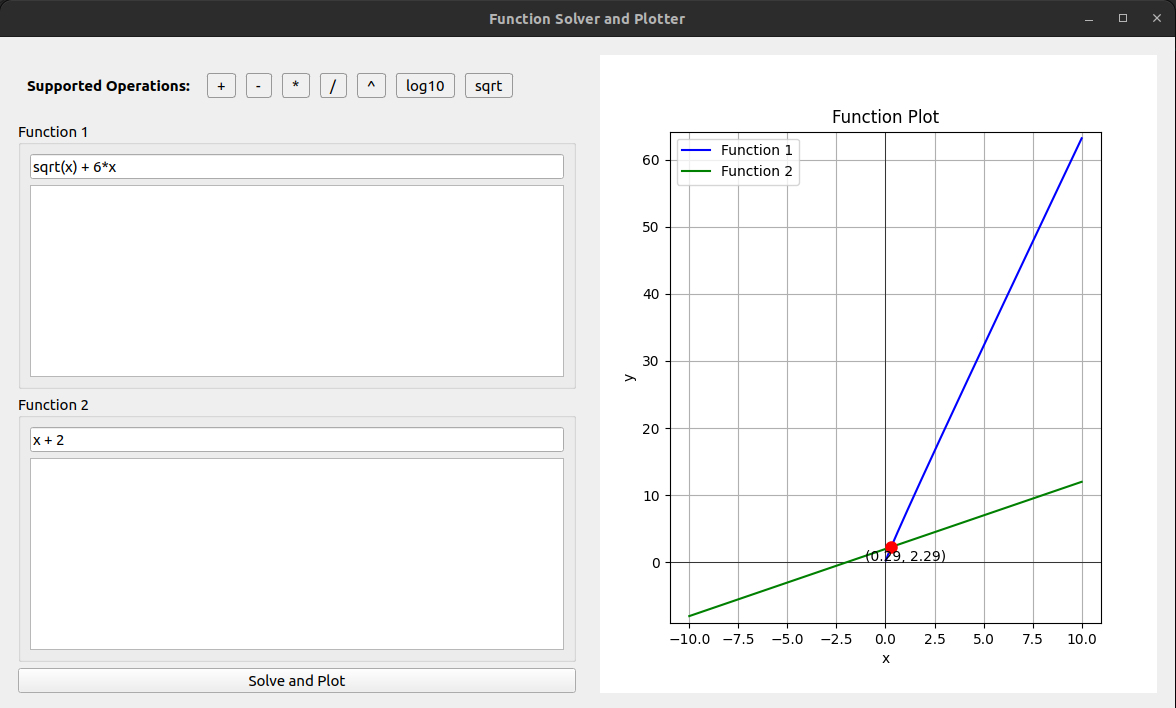 Function Solver and Plotter
Supported Operations: + - * / ^ log10 sqrt
Function 1
sqrt(x) + 6*x
Function 2
x + 2
Solve and Plot
Function Plot
Function 1
Function 2
60
50
40
30
20
10
0
y
(0.29, 2.29)
−10.0 −7.5 −5.0 −2.5 0.0 2.5 5.0 7.5 10.0
x